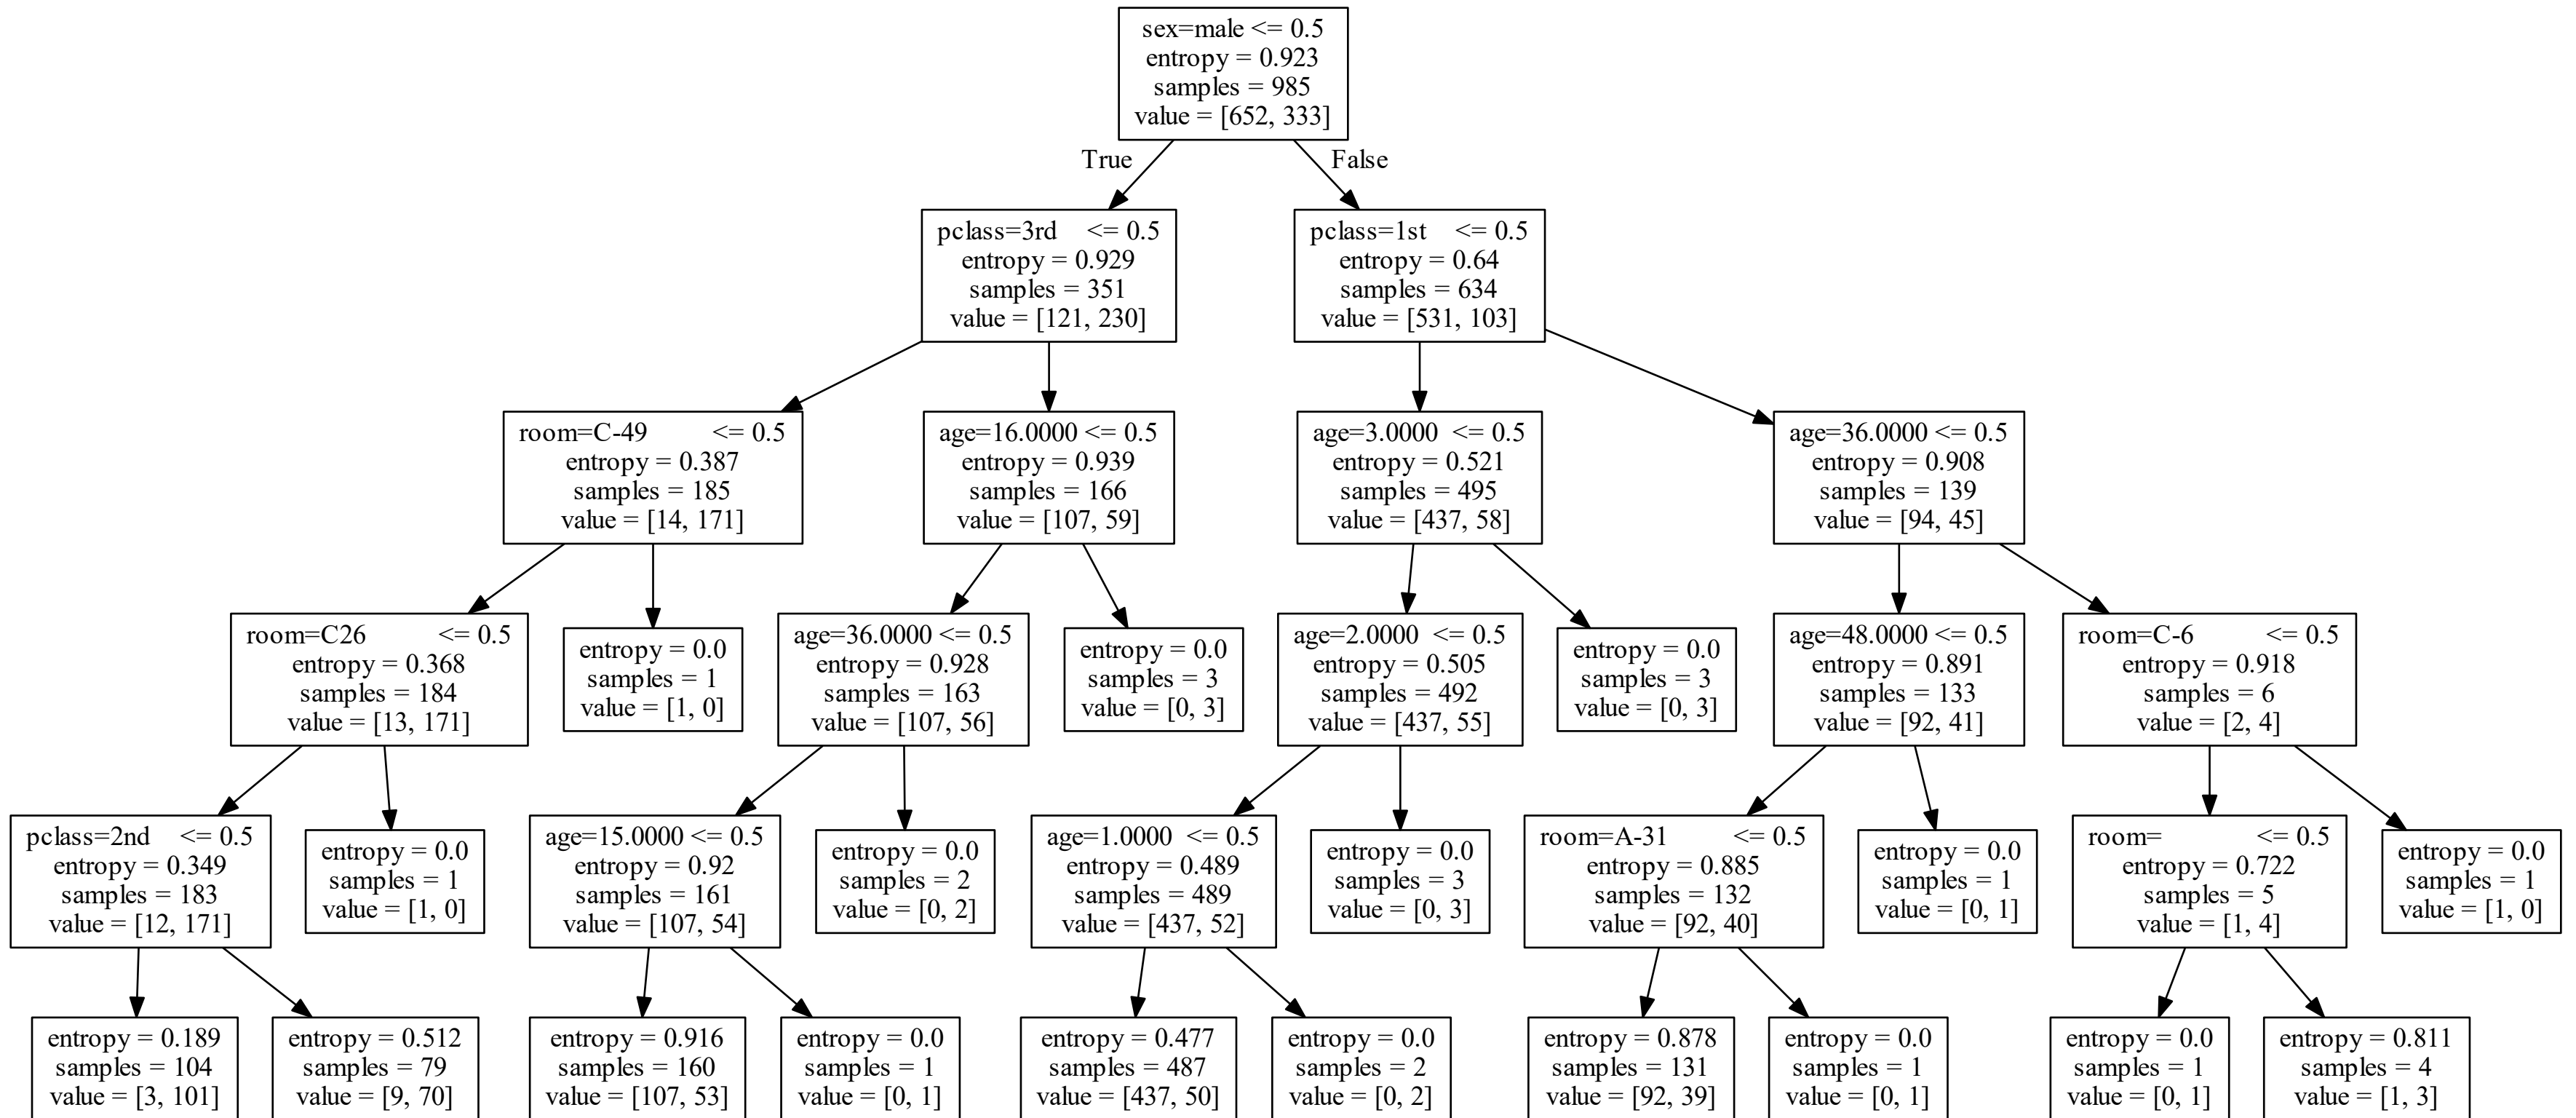 sex=male <= 0.5
entropy = 0.923
samples = 985
value = [652, 333]
True
False
pclass=3rd <= 0.5
entropy = 0.929
samples = 351
value = [121, 230]
pclass=1st <= 0.5
entropy = 0.64
samples = 634
value = [531, 103]
room=C-49 <= 0.5
entropy = 0.387
samples = 185
value = [14, 171]
age=16.0000 <= 0.5
entropy = 0.939
samples = 166
value = [107, 59]
age=3.0000 <= 0.5
entropy = 0.521
samples = 495
value = [437, 58]
age=36.0000 <= 0.5
entropy = 0.908
samples = 139
value = [94, 45]
room=C26 <= 0.5
entropy = 0.368
samples = 184
value = [13, 171]
entropy = 0.0
samples = 1
value = [1, 0]
age=36.0000 <= 0.5
entropy = 0.928
samples = 163
value = [107, 56]
entropy = 0.0
samples = 3
value = [0, 3]
age=2.0000 <= 0.5
entropy = 0.505
samples = 492
value = [437, 55]
entropy = 0.0
samples = 3
value = [0, 3]
age=48.0000 <= 0.5
entropy = 0.891
samples = 133
value = [92, 41]
room=C-6 <= 0.5
entropy = 0.918
samples = 6
value = [2, 4]
pclass=2nd <= 0.5
entropy = 0.349
samples = 183
value = [12, 171]
entropy = 0.0
samples = 1
value = [1, 0]
age=15.0000 <= 0.5
entropy = 0.92
samples = 161
value = [107, 54]
entropy = 0.0
samples = 2
value = [0, 2]
age=1.0000 <= 0.5
entropy = 0.489
samples = 489
value = [437, 52]
entropy = 0.0
samples = 3
value = [0, 3]
room=A-31 <= 0.5
entropy = 0.885
samples = 132
value = [92, 40]
entropy = 0.0
samples = 1
value = [0, 1]
room= <= 0.5
entropy = 0.722
samples = 5
value = [1, 4]
entropy = 0.0
samples = 1
value = [1, 0]
entropy = 0.189
samples = 104
value = [3, 101]
entropy = 0.512
samples = 79
value = [9, 70]
entropy = 0.916
samples = 160
value = [107, 53]
entropy = 0.0
samples = 1
value = [0, 1]
entropy = 0.477
samples = 487
value = [437, 50]
entropy = 0.0
samples = 2
value = [0, 2]
entropy = 0.878
samples = 131
value = [92, 39]
entropy = 0.0
samples = 1
value = [0, 1]
entropy = 0.0
samples = 1
value = [0, 1]
entropy = 0.811
samples = 4
value = [1, 3]